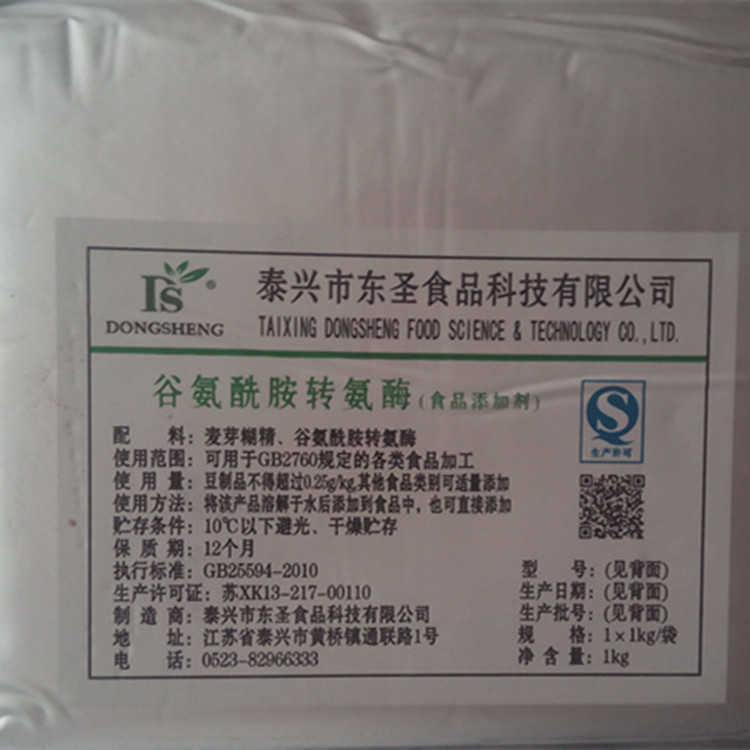 DS®
DONGSHENG
泰兴市东圣食品科技有限公司
TAIXING DONGSHENG FOOD SCIENCE & TECHNOLOGY CO.,LTD.
谷氨酰胺转氨酶(食品添加剂)
生产许可
配 料:麦芽糊精、谷氨酰胺转氨酶
使用范围:可用于GB2760规定的各类食品加工
使 用 量:豆制品不得超过0.25g/kg,其他食品类别可适量添加
使用方法:将该产品溶解于水后添加到食品中,也可直接添加
贮存条件:10℃以下避光、干燥贮存
保 质 期:12个月
执行标准:GB25594-2010
生产许可证:苏XK13-217-00110
制 造 商:泰兴市东圣食品科技有限公司
地 址:江苏省泰兴市黄桥镇通联路1号
电 话:0523-82966333
型 号:(见背面)
生产日期:(见背面)
生产批号:(见背面)
规 格:1×1kg/袋
净 含 量:1kg